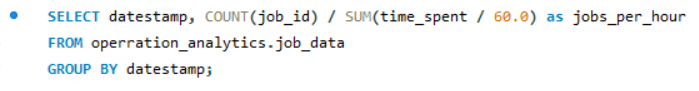 SELECT datestamp, COUNT(job_id) / SUM(time_spent / 60.0) as jobs_per_hour
FROM operration_analytics.job_data
GROUP BY datestamp;